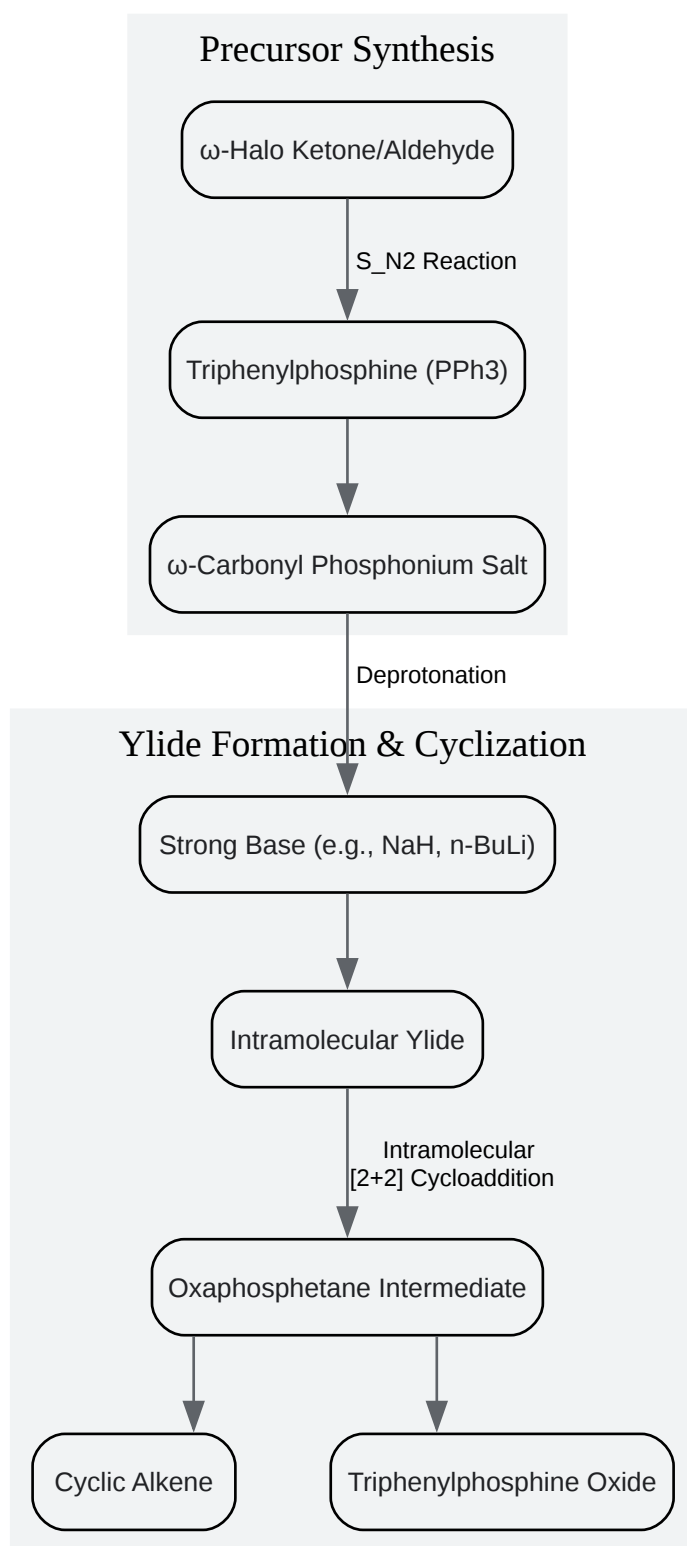 Precursor Synthesis
ω-Halo Ketone/Aldehyde
S_N2 Reaction
Triphenylphosphine (PPh3)
ω-Carbonyl Phosphonium Salt
Deprotonation
Ylide Formation & Cyclization
Strong Base (e.g., NaH, n-BuLi)
Intramolecular Ylide
Intramolecular
[2+2] Cycloaddition
Oxaphosphetane Intermediate
Cyclic Alkene
Triphenylphosphine Oxide